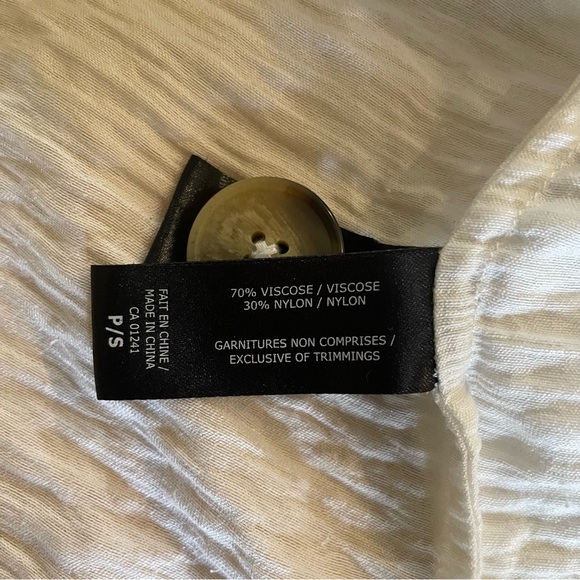 70% VISCOSE / VISCOSE
30% NYLON / NYLON
GARNITURES NON COMPRISES /
EXCLUSIVE OF TRIMMINGS
FAIT EN CHINE /
MADE IN CHINA
CA 01241
P/S